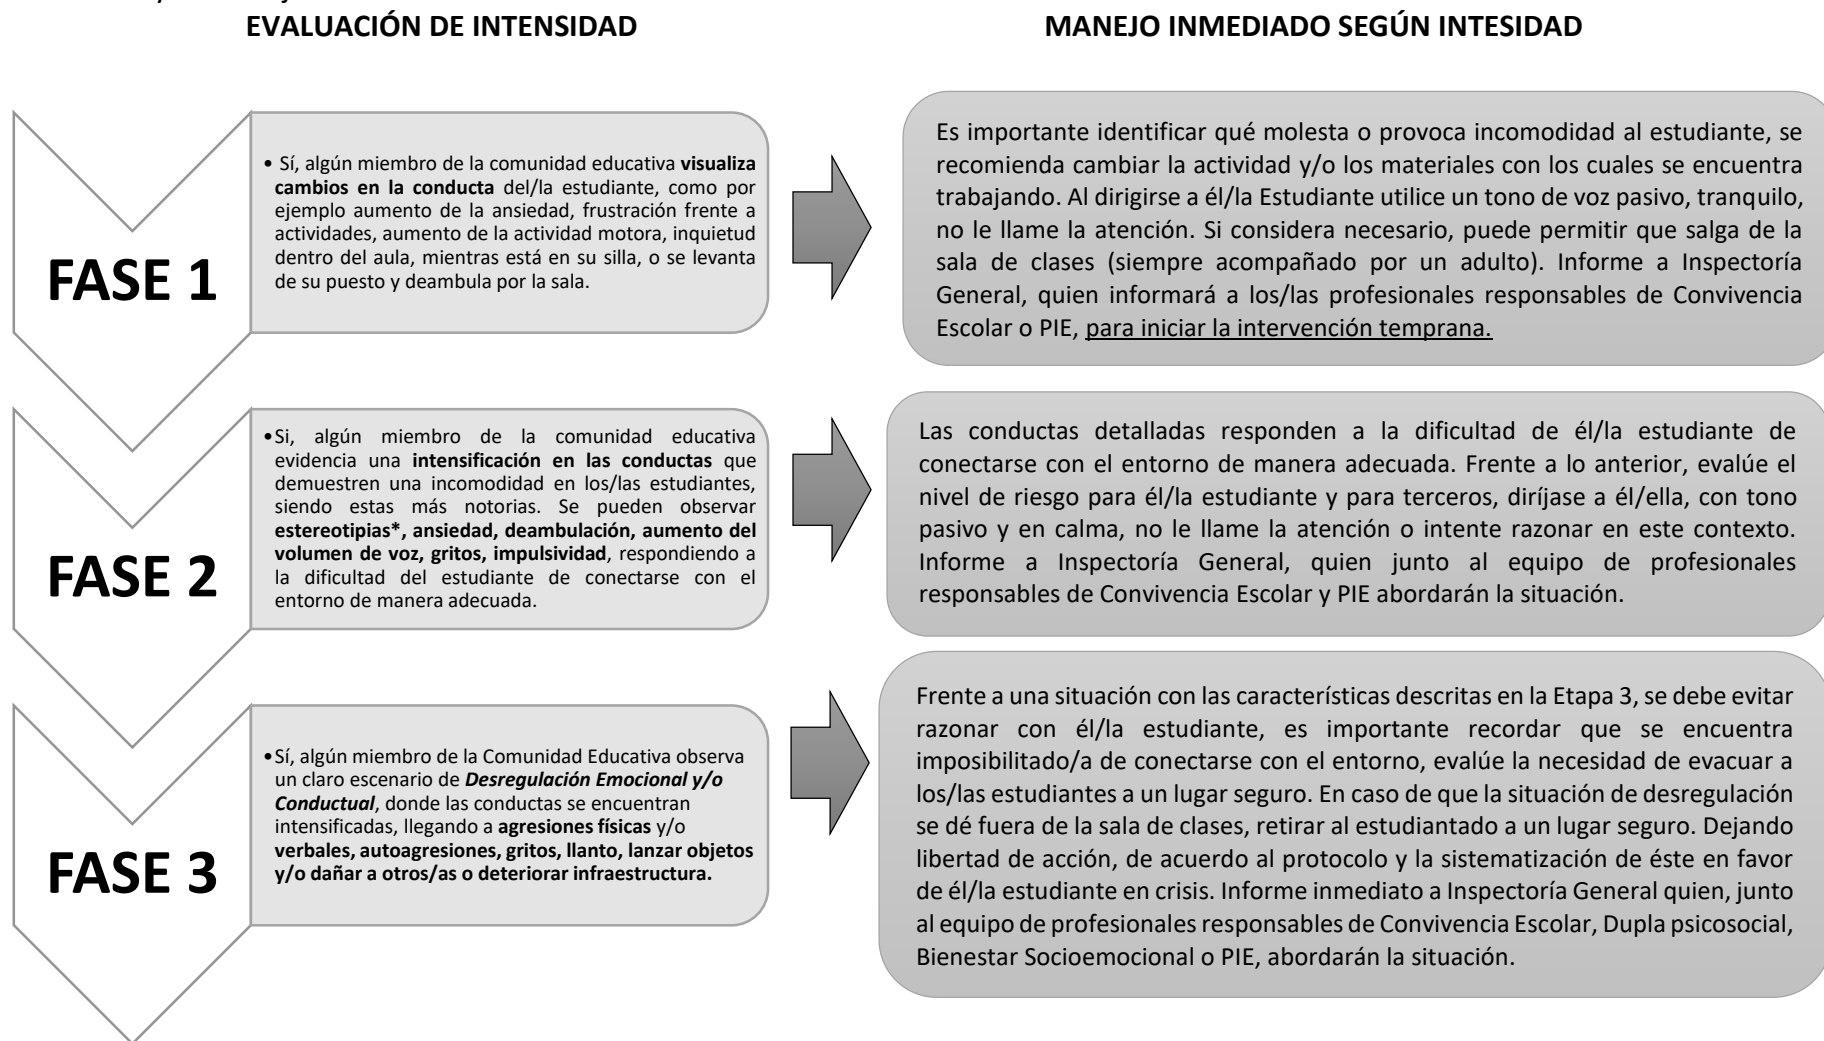 EVALUACIÓN DE INTENSIDAD
MANEJO INMEDIADO SEGÚN INTESIDAD
FASE 1
• Sí, algún miembro de la comunidad educativa visualiza
cambios en la conducta del/la estudiante, como por
ejemplo aumento de la ansiedad, frustración frente a
actividades, aumento de la actividad motora, inquietud
dentro del aula, mientras está en su silla, o se levanta
de su puesto y deambula por la sala.
Es importante identificar qué molesta o provoca incomodidad al estudiante, se
recomienda cambiar la actividad y/o los materiales con los cuales se encuentra
trabajando. Al dirigirse a él/la Estudiante utilice un tono de voz pasivo, tranquilo,
no le llame la atención. Si considera necesario, puede permitir que salga de la
sala de clases (siempre acompañado por un adulto). Informe a Inspectoría
General, quien informará a los/las profesionales responsables de Convivencia
Escolar o PIE, para iniciar la intervención temprana.
FASE 2
•Si, algún miembro de la comunidad educativa
evidencia una intensificación en las conductas que
demuestren una incomodidad en los/las estudiantes,
siendo estas más notorias. Se pueden observar
estereotipias*, ansiedad, deambulación, aumento del
volumen de voz, gritos, impulsividad, respondiendo a
la dificultad del estudiante de conectarse con el
entorno de manera adecuada.
Las conductas detalladas responden a la dificultad de él/la estudiante de
conectarse con el entorno de manera adecuada. Frente a lo anterior, evalúe el
nivel de riesgo para él/la estudiante y para terceros, diríjase a él/ella, con tono
pasivo y en calma, no le llame la atención o intente razonar en este contexto.
Informe a Inspectoría General, quien junto al equipo de profesionales
responsables de Convivencia Escolar y PIE abordarán la situación.
FASE 3
•Sí, algún miembro de la Comunidad Educativa observa
un claro escenario de Desregulación Emocional y/o
Conductual, donde las conductas se encuentran
intensificadas, llegando a agresiones físicas y/o
verbales, autoagresiones, gritos, llanto, lanzar objetos
y/o dañar a otros/as o deteriorar infraestructura.
Frente a una situación con las características descritas en la Etapa 3, se debe evitar
razonar con él/la estudiante, es importante recordar que se encuentra
imposibilitado/a de conectarse con el entorno, evalúe la necesidad de evacuar a
los/las estudiantes a un lugar seguro. En caso de que la situación de desregulación
se dé fuera de la sala de clases, retirar al estudiantado a un lugar seguro. Dejando
libertad de acción, de acuerdo al protocolo y la sistematización de éste en favor
de él/la estudiante en crisis. Informe inmediato a Inspectoría General quien, junto
al equipo de profesionales responsables de Convivencia Escolar, Dupla psicosocial,
Bienestar Socioemocional o PIE, abordarán la situación.